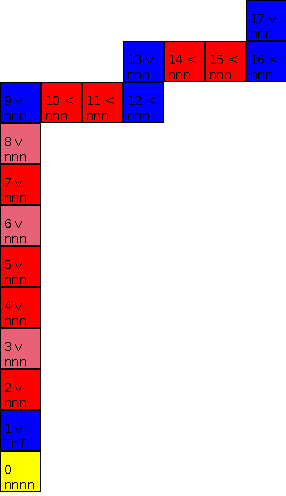 17 v
nnn
13 v 14 < 15 < 16 <
nnn nnn nnn nnn
9 v 10 < 11 < 12 <
nnn nnn nnn nnn
8 v
nnn
7 v
nnn
6 v
nnn
5 v
nnn
4 v
nnn
3 v
nnn
2 v
nnn
1 v
TnT
0
nnnn